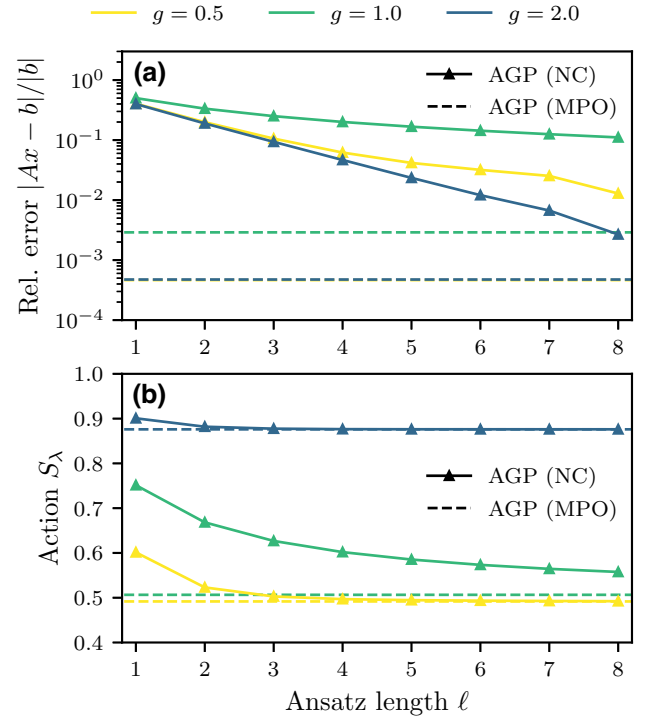 g = 0.5 g = 1.0 g = 2.0
(a)
AGP (NC)
AGP (MPO)
Rel. error |Ax − b|/|b|
10⁰
10⁻¹
10⁻²
10⁻³
10⁻⁴
1 2 3 4 5 6 7 8
(b)
AGP (NC)
AGP (MPO)
Action S_λ
1.0
0.9
0.8
0.7
0.6
0.5
0.4
1 2 3 4 5 6 7 8
Ansatz length ℓ